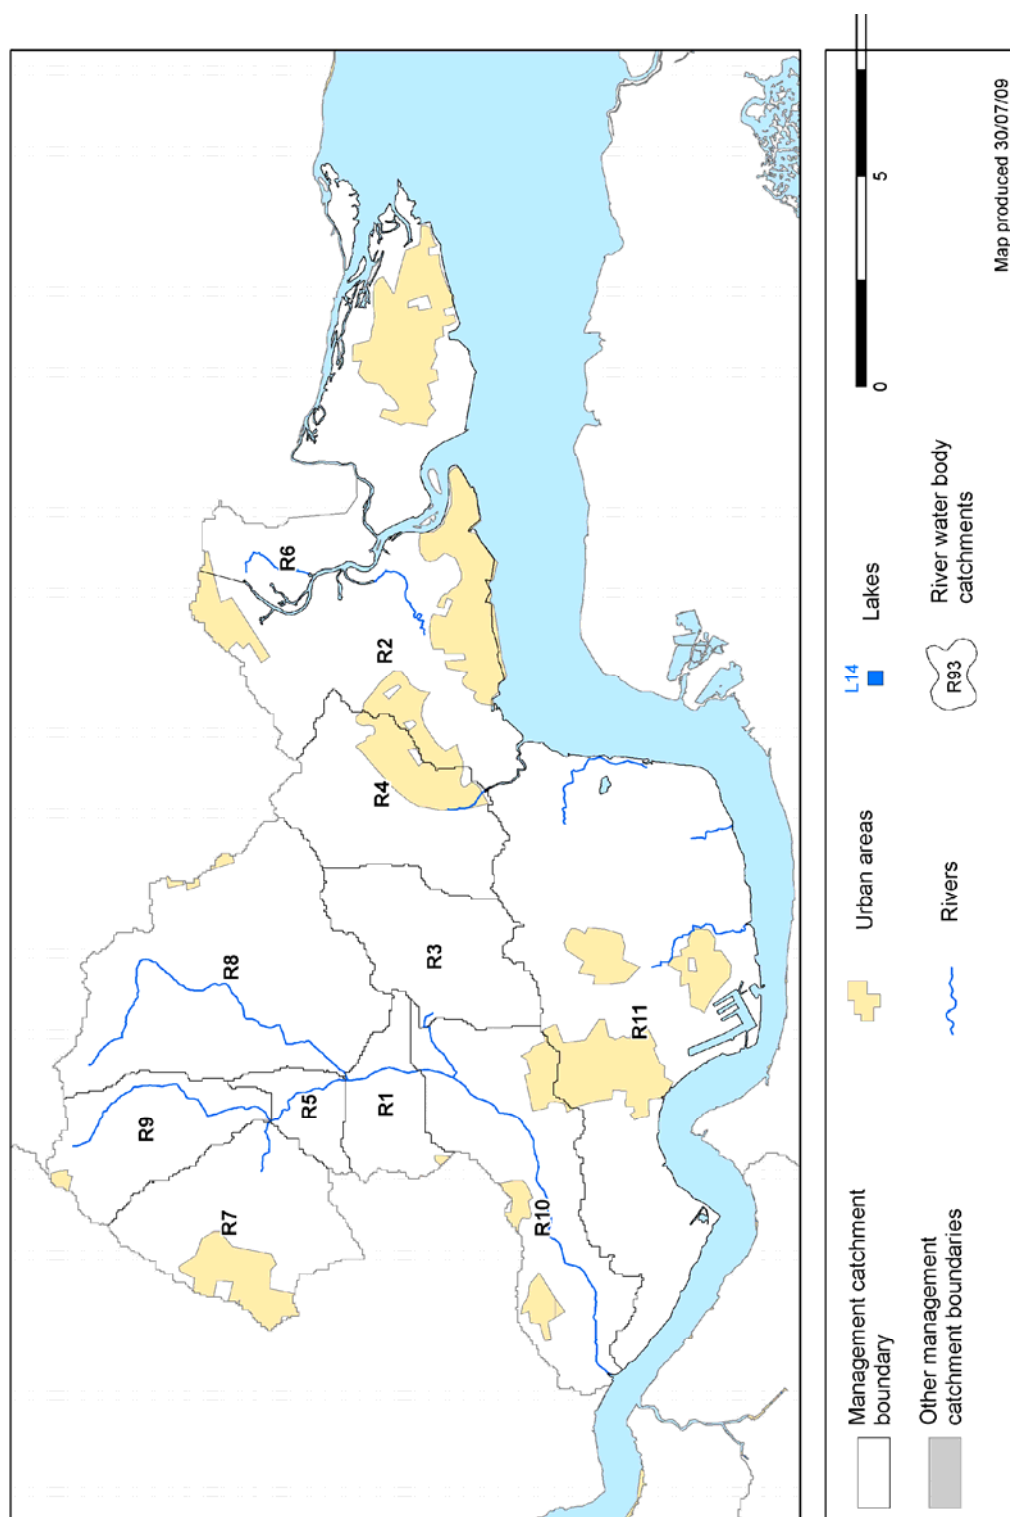 R9
R8
R7
R5
R1
R3
R4
R6
R2
R10
R11
Management catchment
boundary
Other management
catchment boundaries
Urban areas
Rivers
L14
Lakes
R93
River water body
catchments
0
5
Map produced 30/07/09